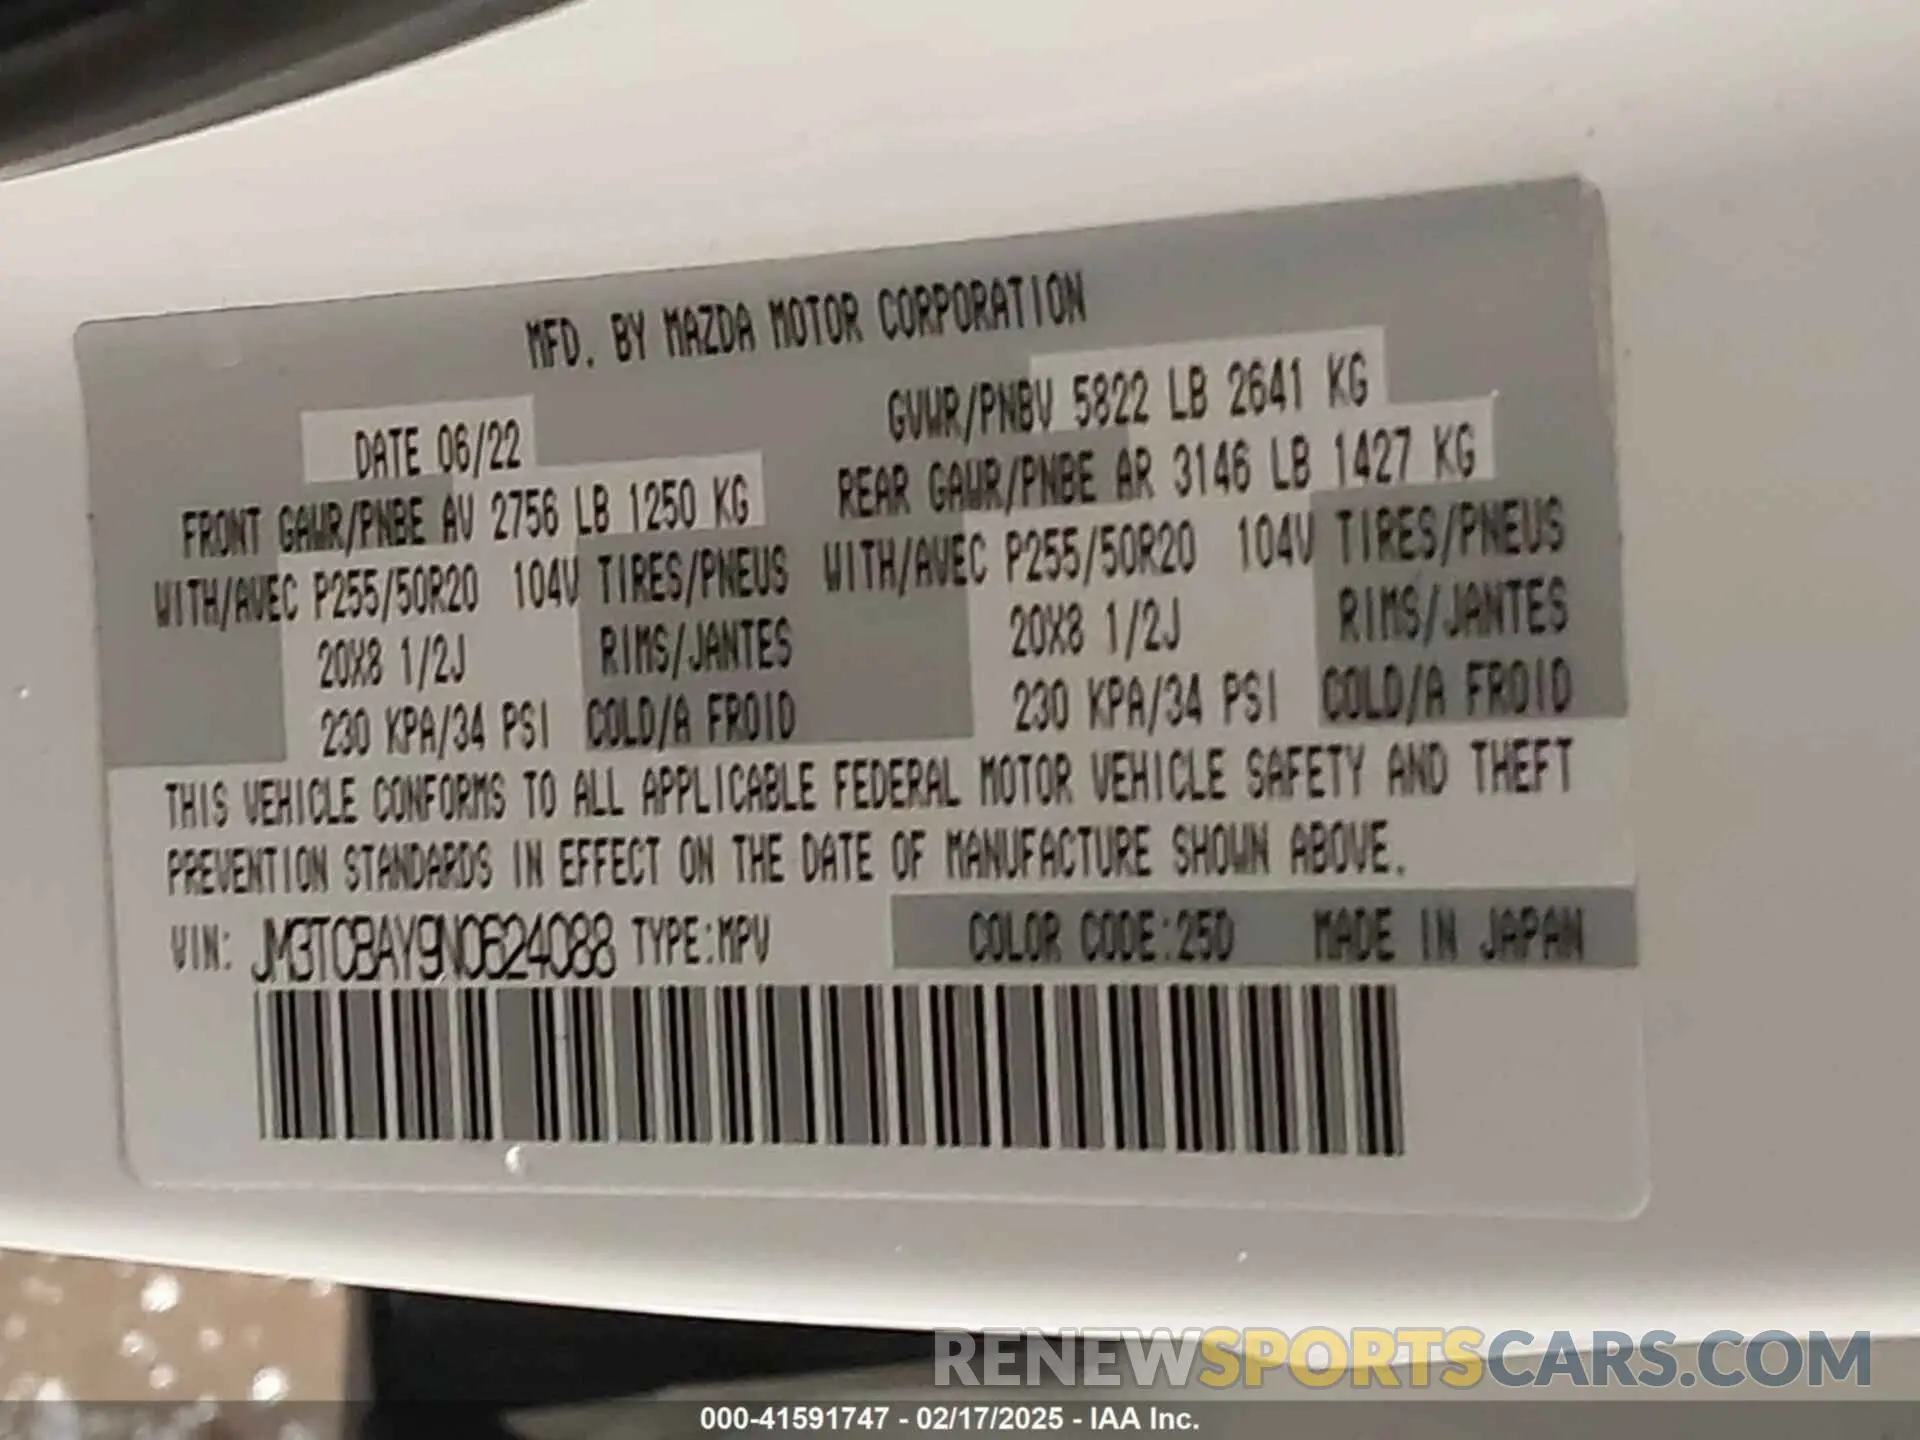 MFD. BY MAZDA MOTOR CORPORATION
DATE 06/22 GVWR/PNBV 5822 LB 2641 KG
FRONT GAWR/PNBE AV 2756 LB 1250 KG REAR GAWR/PNBE AR 3146 LB 1427 KG
WITH/AVEC P255/50R20 104V TIRES/PNEUS WITH/AVEC P255/50R20 104V TIRES/PNEUS
20X8 1/2J RIMS/JANTES 20X8 1/2J RIMS/JANTES
230 KPA/34 PSI COLD/A FROID 230 KPA/34 PSI COLD/A FROID
THIS VEHICLE CONFORMS TO ALL APPLICABLE FEDERAL MOTOR VEHICLE SAFETY AND THEFT
PREVENTION STANDARDS IN EFFECT ON THE DATE OF MANUFACTURE SHOWN ABOVE.
VIN: JM3TCBAY9N0624088 TYPE:MPV COLOR CODE:25D MADE IN JAPAN
RENEWSPORTSCARS.COM
000-41591747 - 02/17/2025 - IAA Inc.